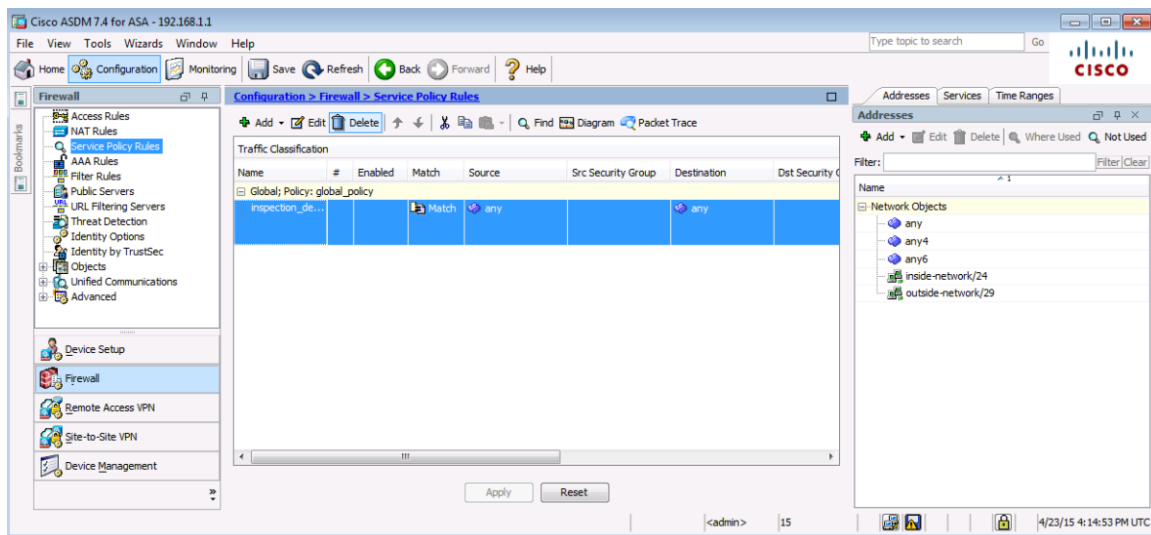 Cisco ASDM 7.4 for ASA - 192.168.1.1
File View Tools Wizards Window Help
Type topic to search Go
Home Configuration Monitoring Save Refresh Back Forward Help
CISCO
Bookmarks
Firewall
Access Rules
NAT Rules
Service Policy Rules
AAA Rules
Filter Rules
Public Servers
URL URL Filtering Servers
Threat Detection
Identity Options
Identity by TrustSec
Objects
Unified Communications
Advanced
Device Setup
Firewall
Remote Access VPN
Site-to-Site VPN
Device Management
Configuration > Firewall > Service Policy Rules
Add Edit Delete Find Diagram Packet Trace
Traffic Classification
Name # Enabled Match Source Src Security Group Destination Dst Security
Global; Policy: global_policy
inspection_de... Match any any
Apply Reset
Addresses Services Time Ranges
Addresses
Add Edit Delete Where Used Not Used
Filter: Filter Clear
1
Name
Network Objects
any
any4
any6
inside-network/24
outside-network/29
<admin> 15 4/23/15 4:14:53 PM UTC